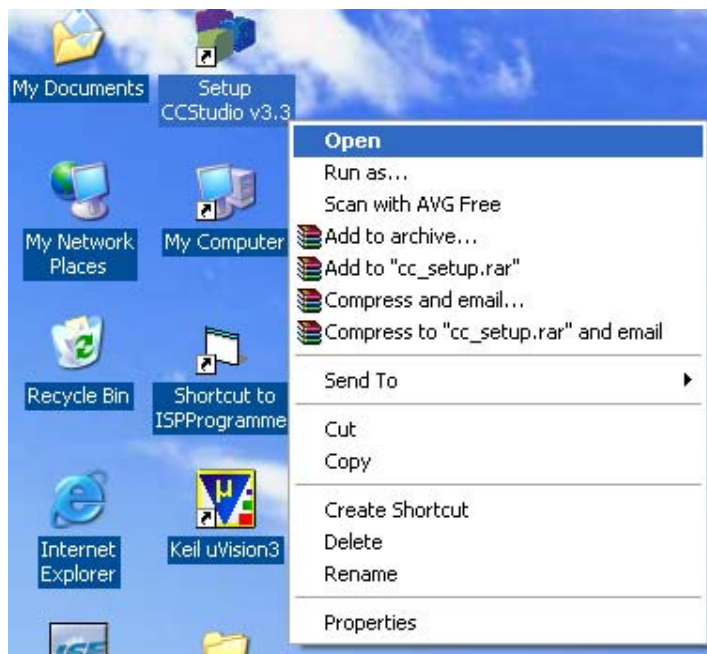 My Documents
Setup
CCStudio v3.3
My Network
Places
My Computer
Recycle Bin
Shortcut to
ISPProgramme
Internet
Explorer
µ
Keil uVision3
ISE
Open
Run as...
Scan with AVG Free
Add to archive...
Add to "cc_setup.rar"
Compress and email...
Compress to "cc_setup.rar" and email
Send To
Cut
Copy
Create Shortcut
Delete
Rename
Properties